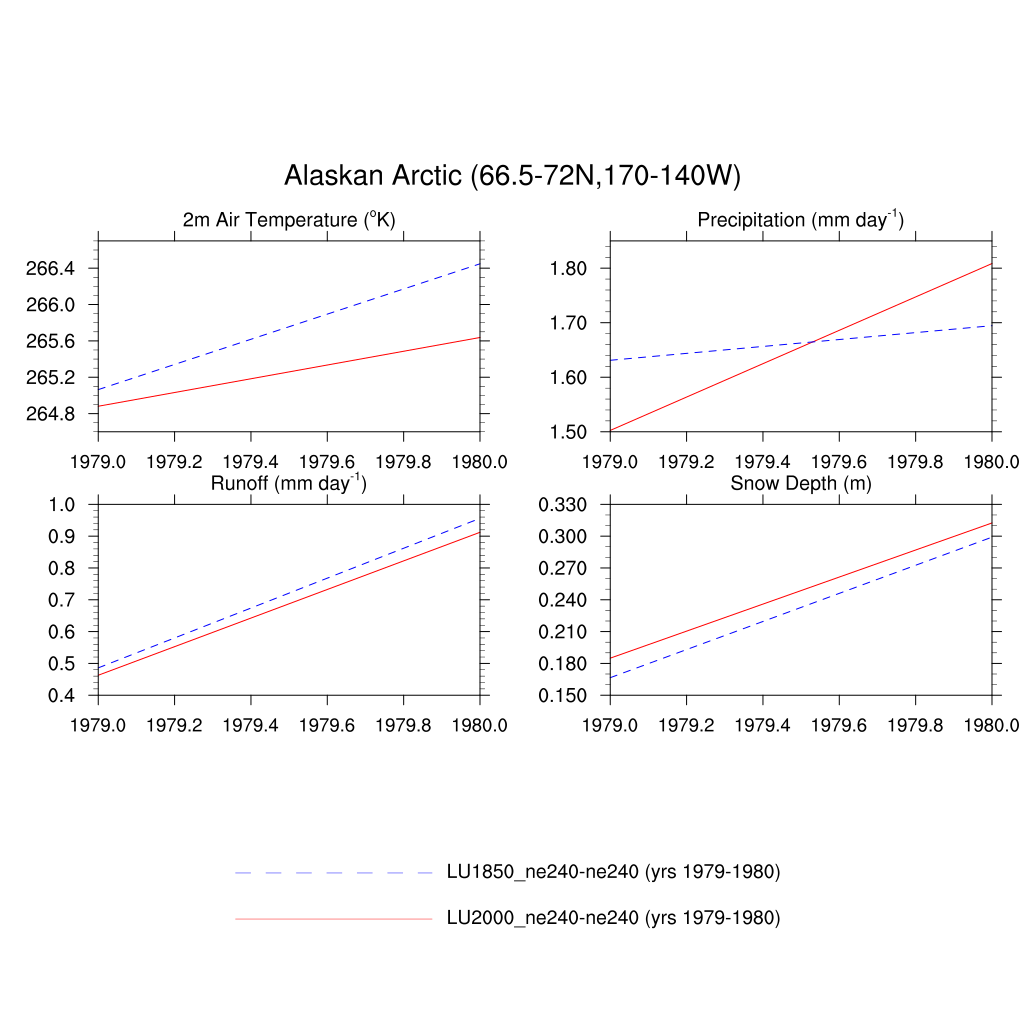 Alaskan Arctic (66.5-72N,170-140W)
2m Air Temperature (°K)
266.4
266.0
265.6
265.2
264.8
1979.0 1979.2 1979.4 1979.6 1979.8 1980.0
Precipitation (mm day-1)
1.80
1.70
1.60
1.50
1979.0 1979.2 1979.4 1979.6 1979.8 1980.0
Runoff (mm day-1)
1.0
0.9
0.8
0.7
0.6
0.5
0.4
1979.0 1979.2 1979.4 1979.6 1979.8 1980.0
Snow Depth (m)
0.330
0.300
0.270
0.240
0.210
0.180
0.150
1979.0 1979.2 1979.4 1979.6 1979.8 1980.0
LU1850_ne240-ne240 (yrs 1979-1980)
LU2000_ne240-ne240 (yrs 1979-1980)